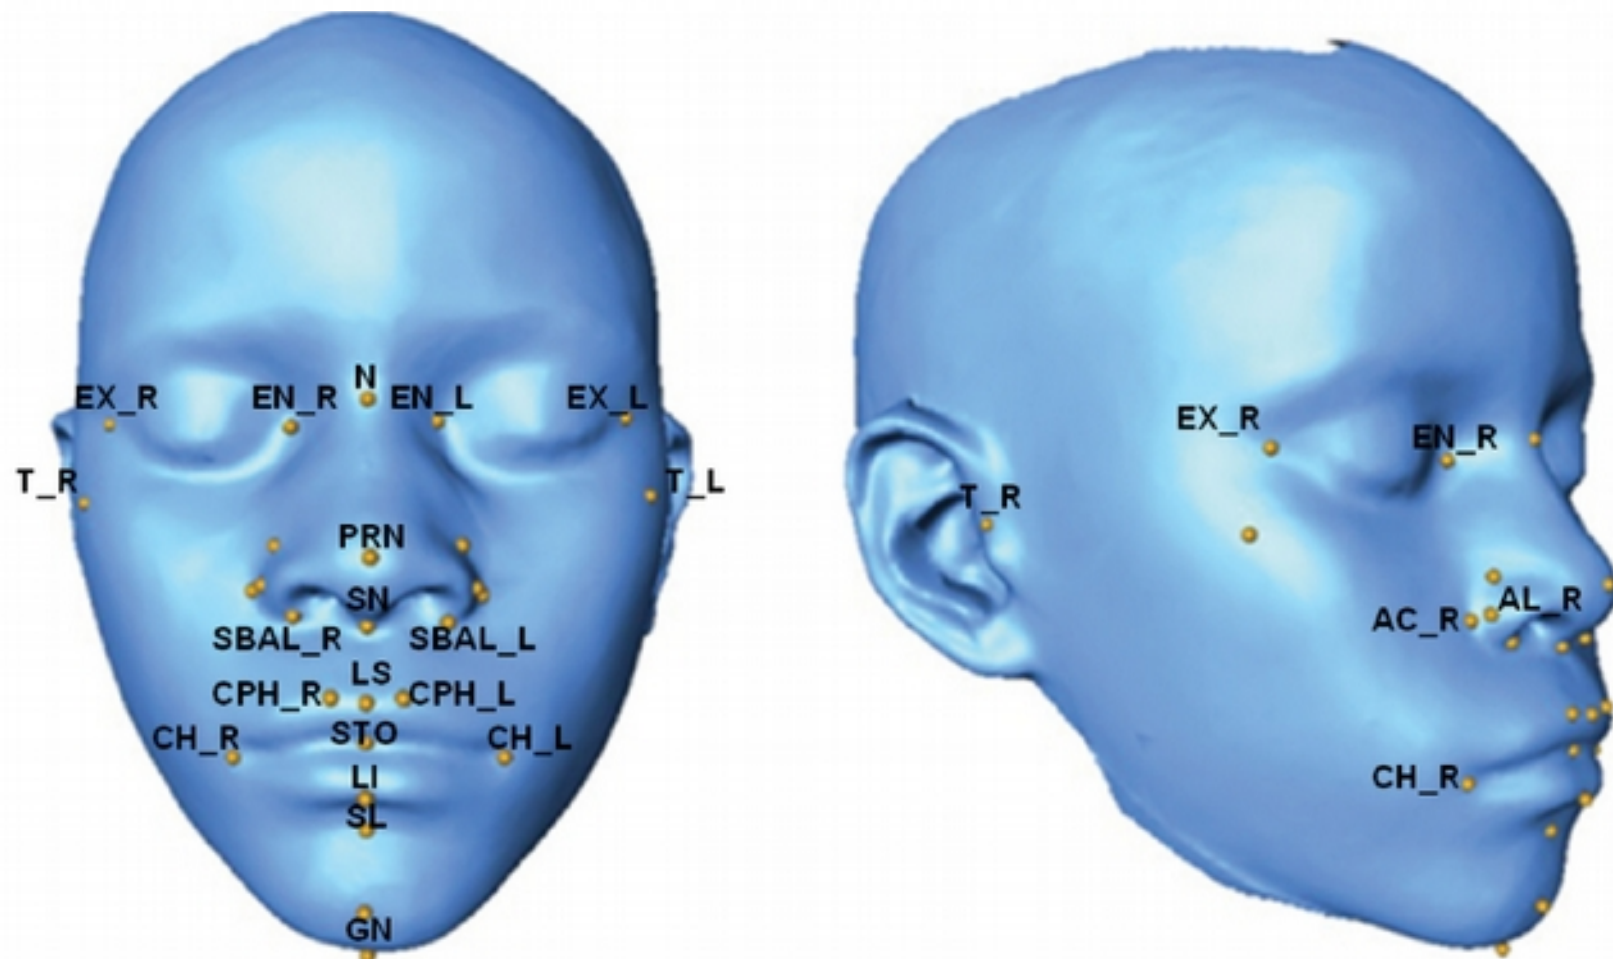 N
EX_R EN_R EN_L EX_L
T_R T_L
PRN
SN
SBAL_R SBAL_L
LS
CPH_R CPH_L
CH_R STO CH_L
LI
SL
GN
EX_R EN_R
T_R
AC_R AL_R
CH_R